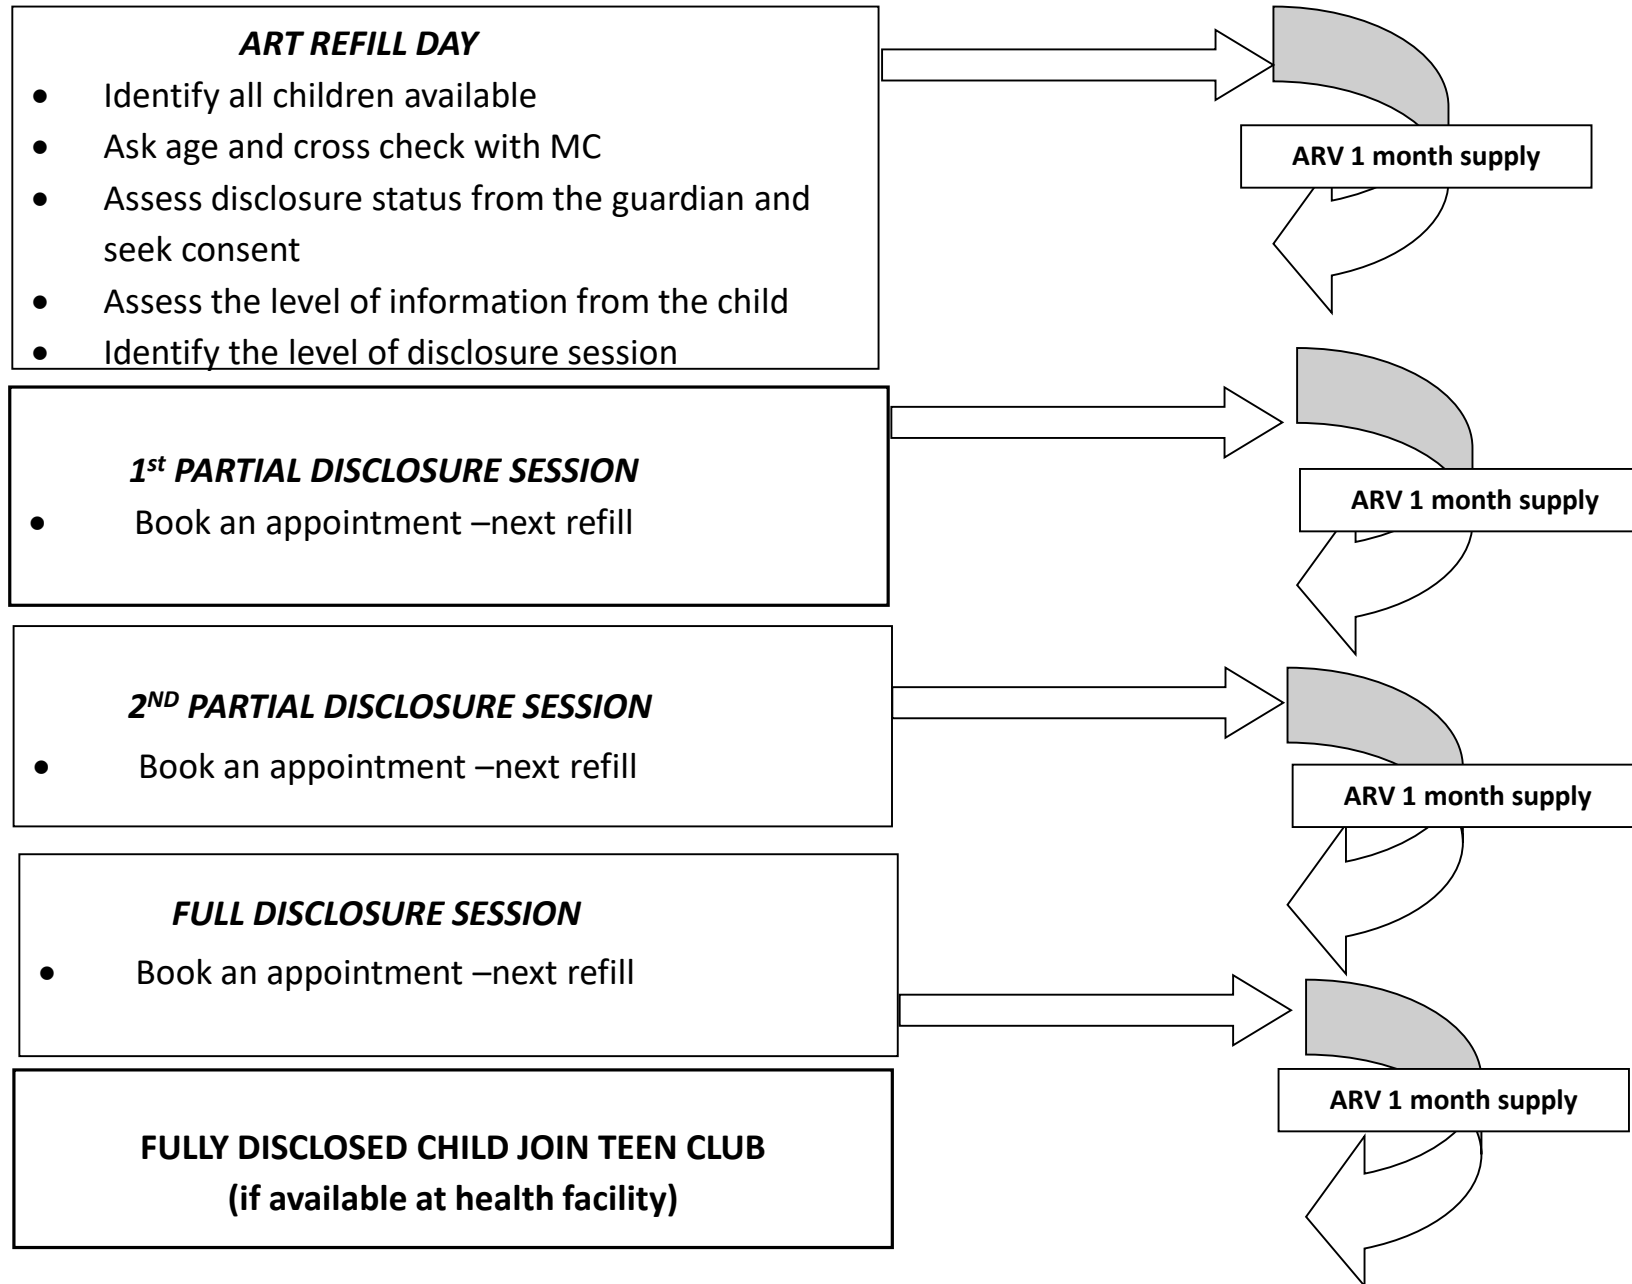 ART REFILL DAY
• Identify all children available
• Ask age and cross check with MC
• Assess disclosure status from the guardian and
seek consent
• Assess the level of information from the child
• Identify the level of disclosure session
ARV 1 month supply
1st PARTIAL DISCLOSURE SESSION
• Book an appointment –next refill
ARV 1 month supply
2ND PARTIAL DISCLOSURE SESSION
• Book an appointment –next refill
ARV 1 month supply
FULL DISCLOSURE SESSION
• Book an appointment –next refill
ARV 1 month supply
FULLY DISCLOSED CHILD JOIN TEEN CLUB
(if available at health facility)